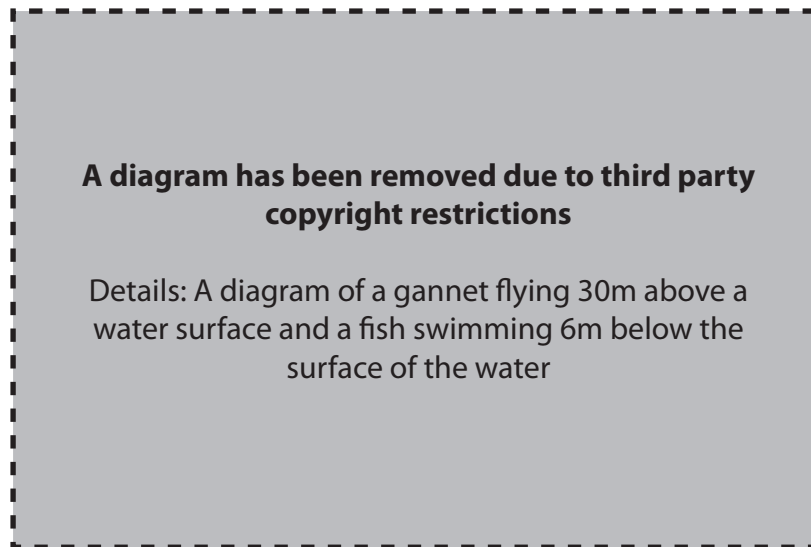 A diagram has been removed due to third party
copyright restrictions
Details: A diagram of a gannet flying 30m above a
water surface and a fish swimming 6m below the
surface of the water